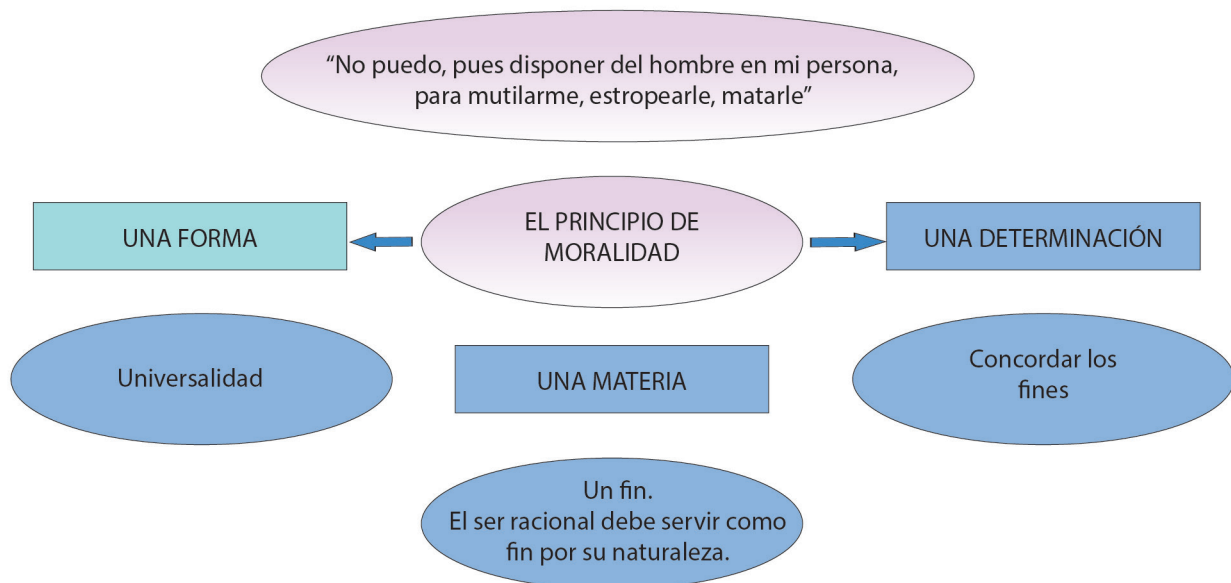 “No puedo, pues disponer del hombre en mi persona,
para mutilarme, estropearle, matarle”
UNA FORMA
EL PRINCIPIO DE
MORALIDAD
UNA DETERMINACIÓN
Universalidad
UNA MATERIA
Concordar los
fines
Un fin.
El ser racional debe servir como
fin por su naturaleza.